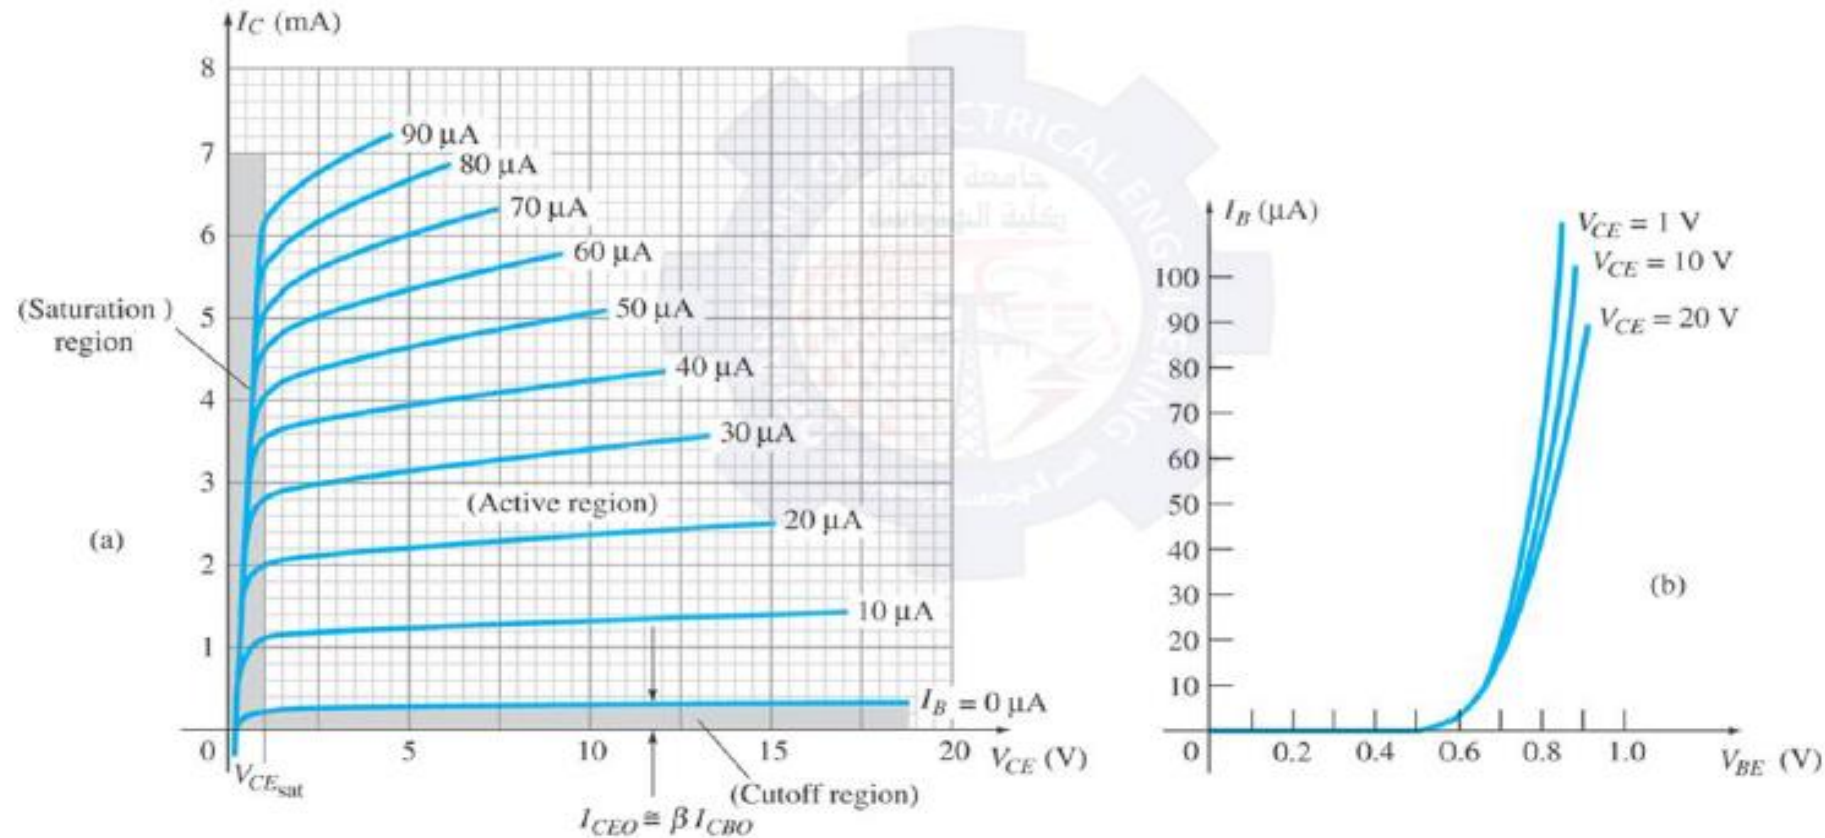 I_C (mA)
8
7
6
5
4
3
2
1
0
90 µA
80 µA
70 µA
60 µA
50 µA
40 µA
30 µA
20 µA
10 µA
I_B = 0 µA
(Saturation )
region
(Active region)
(a)
5
10
15
20
V_CE (V)
V_CEsat
(Cutoff region)
I_CEO ≅ β I_CBO
I_B (µA)
100
90
80
70
60
50
40
30
20
10
0
0.2
0.4
0.6
0.8
1.0
V_BE (V)
V_CE = 1 V
V_CE = 10 V
V_CE = 20 V
(b)
ELECTRICAL ENG